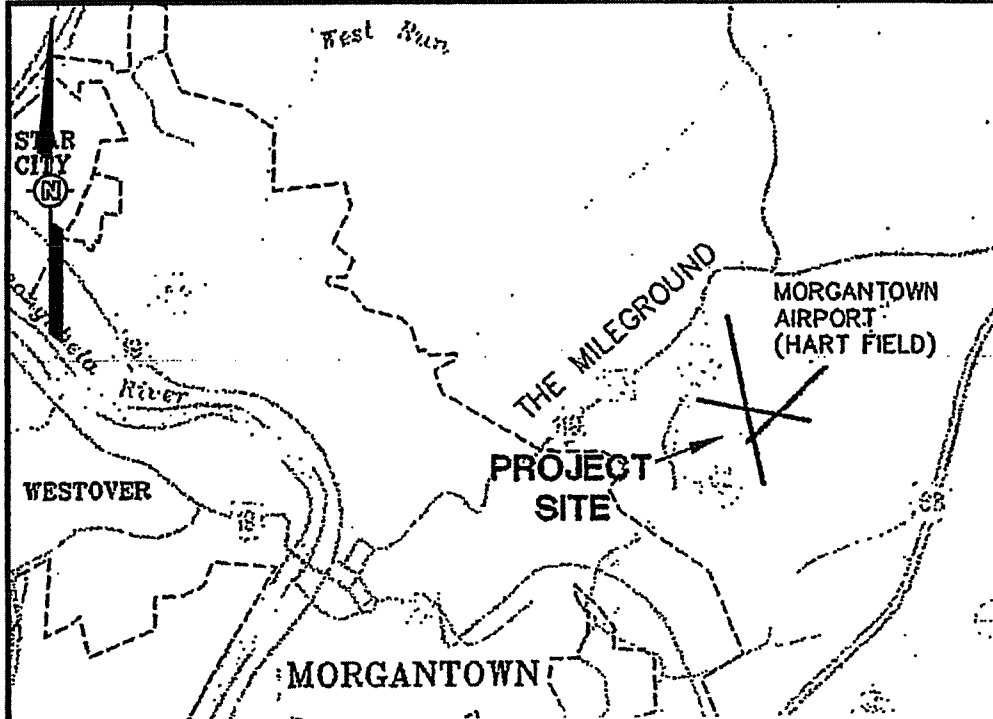 West Run
STAR
CITY
N
THE MILEGROUND
MORGANTOWN
AIRPORT
(HART FIELD)
River
PROJECT
SITE
WESTOVER
MORGANTOWN